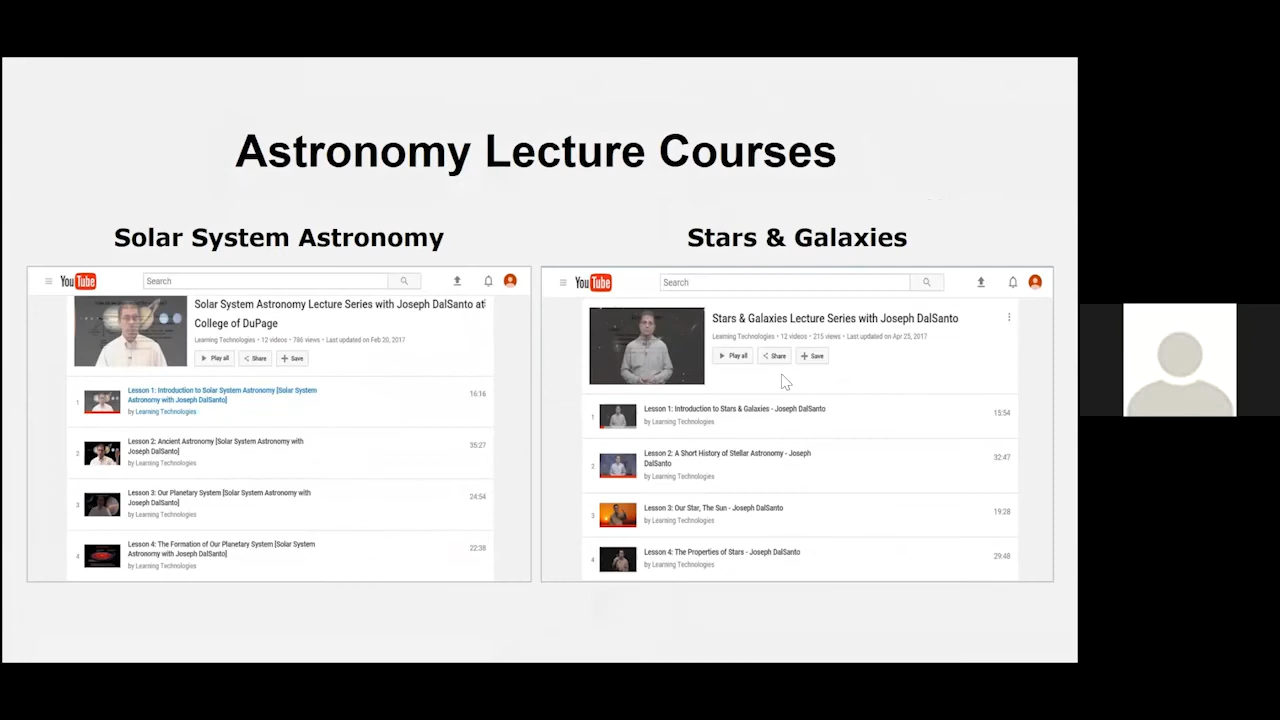 Astronomy Lecture Courses
Solar System Astronomy
YouTube
Search
Solar System Astronomy Lecture Series with Joseph DalSanto at
College of DuPage
Learning Technologies • 12 videos • 786 views • Last updated on Feb 20, 2017
Play all
Share
Save
1
Lesson 1: Introduction to Solar System Astronomy [Solar System
Astronomy with Joseph DalSanto]
by Learning Technologies
16:16
2
Lesson 2: Ancient Astronomy [Solar System Astronomy with
Joseph DalSanto]
by Learning Technologies
35:27
3
Lesson 3: Our Planetary System [Solar System Astronomy with
Joseph DalSanto]
by Learning Technologies
24:54
4
Lesson 4: The Formation of Our Planetary System [Solar System
Astronomy with Joseph DalSanto]
by Learning Technologies
22:38
Stars & Galaxies
YouTube
Search
Stars & Galaxies Lecture Series with Joseph DalSanto
Learning Technologies • 12 videos • 215 views • Last updated on Apr 25, 2017
Play all
Share
Save
1
Lesson 1: Introduction to Stars & Galaxies - Joseph DalSanto
by Learning Technologies
15:54
2
Lesson 2: A Short History of Stellar Astronomy - Joseph
DalSanto
by Learning Technologies
32:47
3
Lesson 3: Our Star, The Sun - Joseph DalSanto
by Learning Technologies
19:28
4
Lesson 4: The Properties of Stars - Joseph DalSanto
by Learning Technologies
29:48